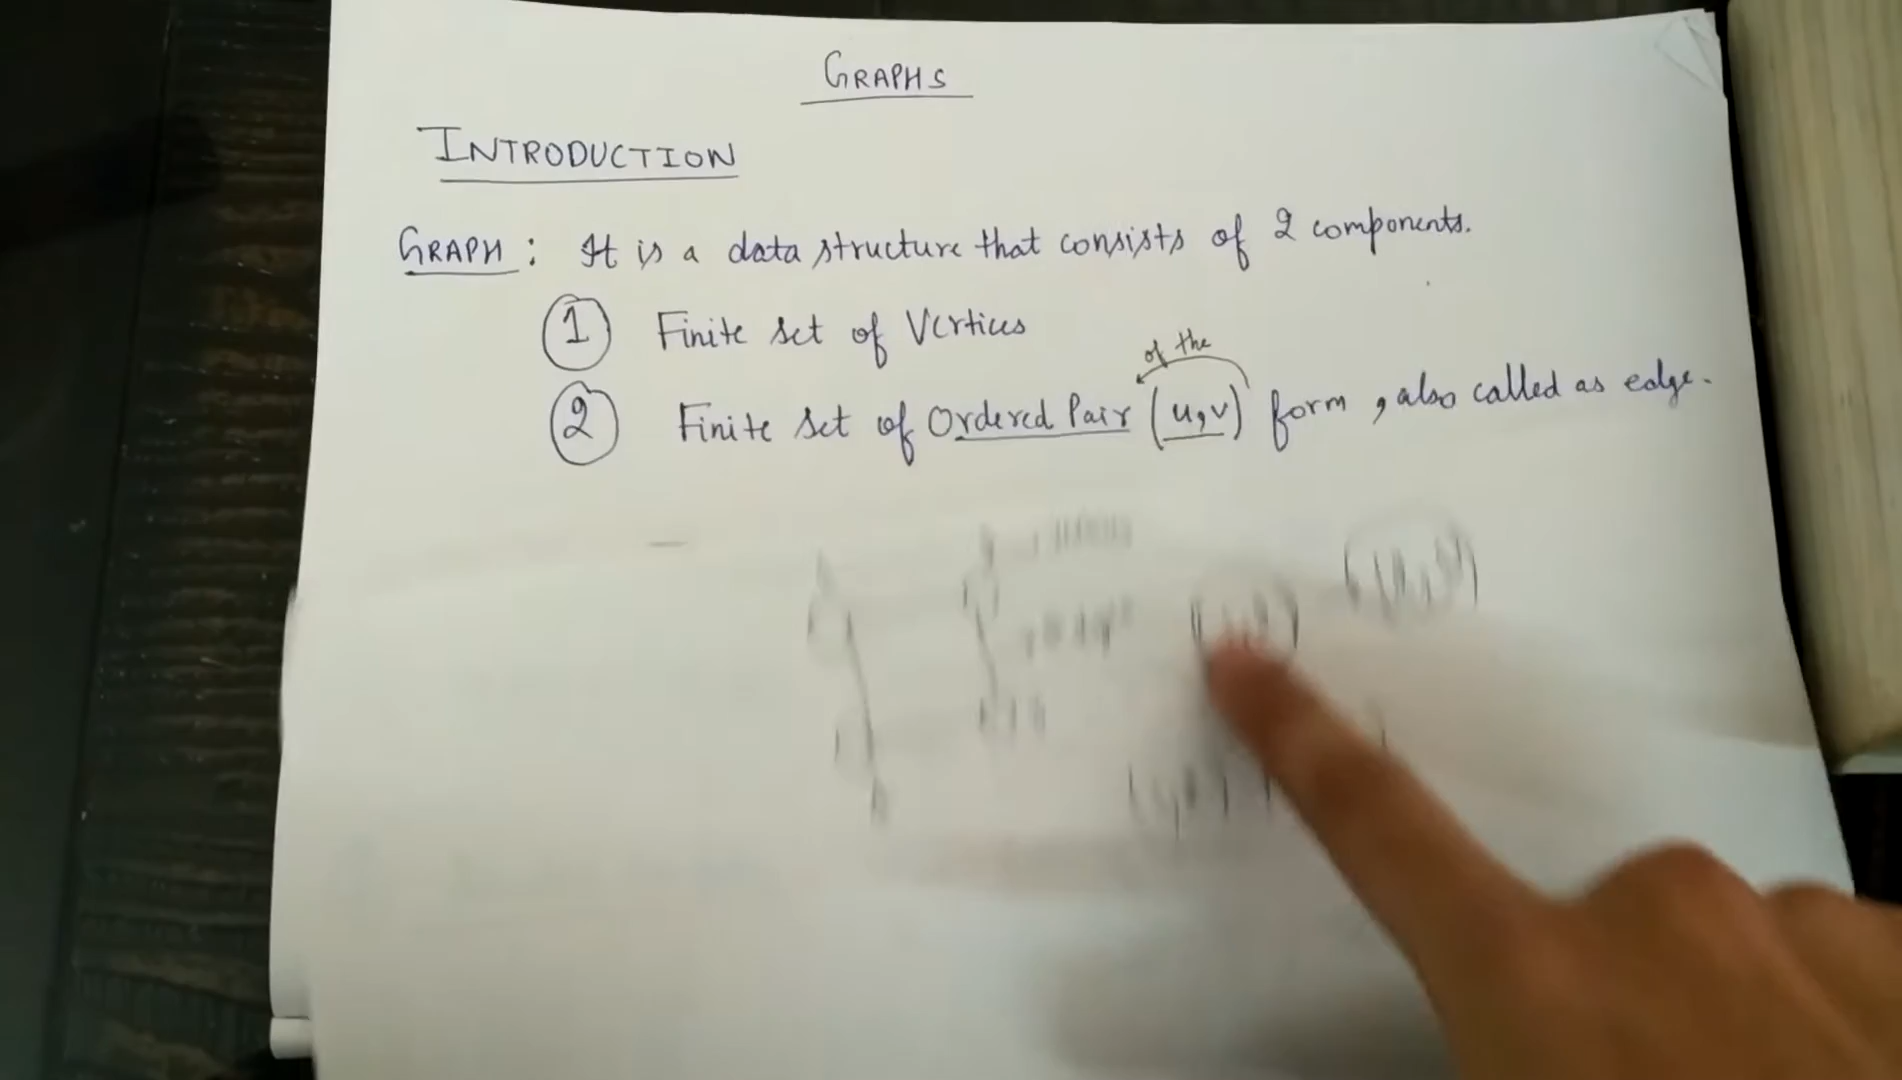 GRAPHS
INTRODUCTION
GRAPH : It is a data structure that consists of 2 components.
1 Finite set of Vertices
of the
2 Finite set of Ordered Pair (u,v) form , also called as edge.